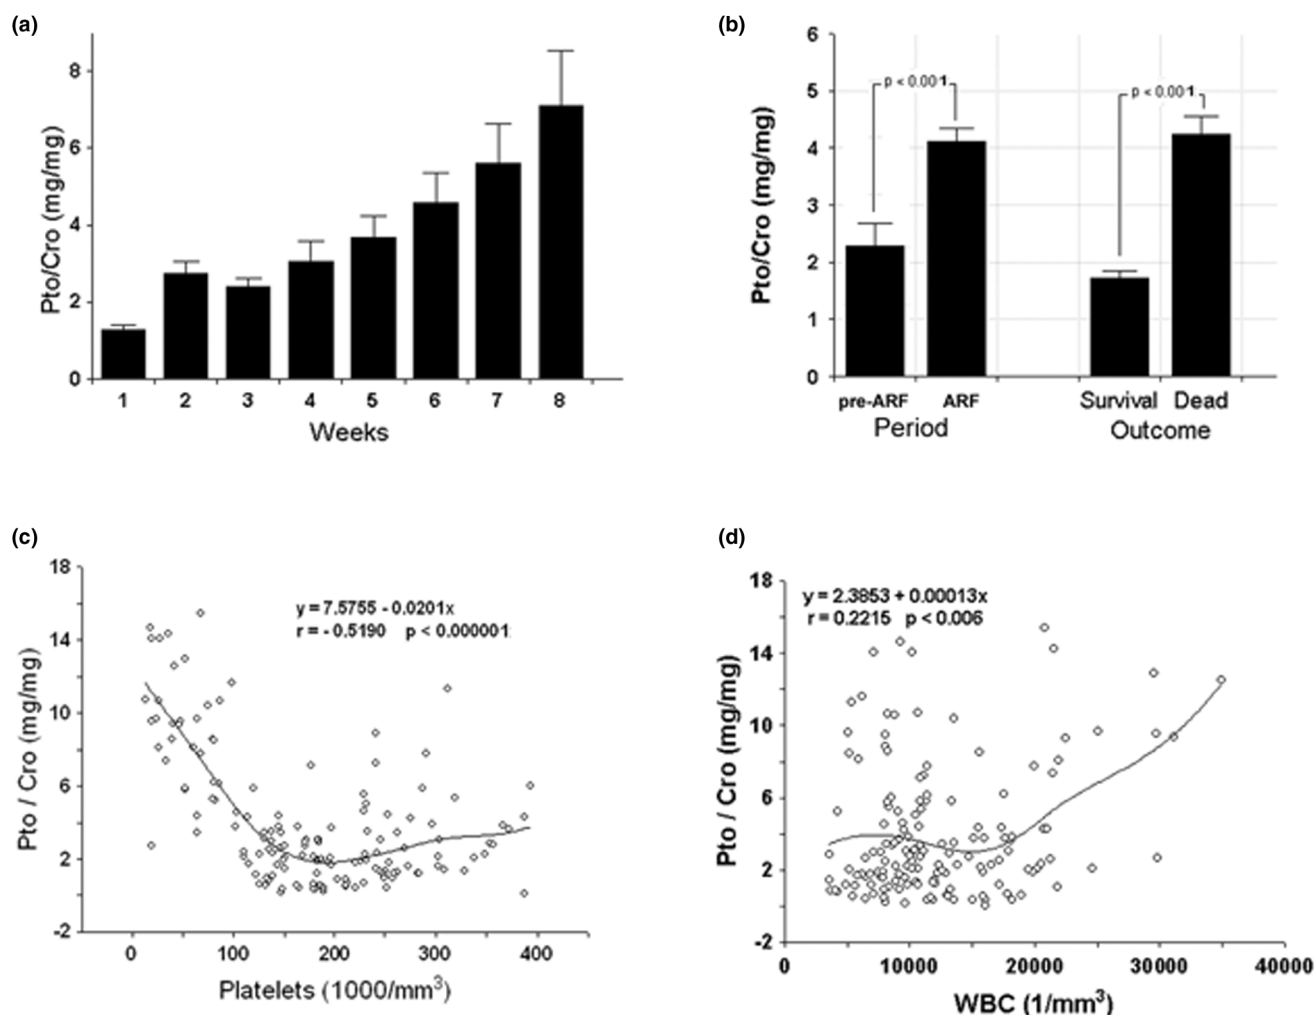 (a)
8
6
4
2
0
Pto/Cro (mg/mg)
1 2 3 4 5 6 7 8
Weeks
(b)
6
5
4
3
2
1
0
Pto/Cro (mg/mg)
p < 0.001
p < 0.001
pre-ARF ARF
Period
Survival Dead
Outcome
(c)
18
14
10
6
2
-2
Pto / Cro (mg/mg)
y = 7.5755 - 0.0201x
r = - 0.5190 p < 0.000001
0 100 200 300 400
Platelets (1000/mm³)
(d)
18
14
10
6
2
-2
Pto / Cro (mg/mg)
y = 2.3853 + 0.00013x
r = 0.2215 p < 0.006
0 10000 20000 30000 40000
WBC (1/mm³)